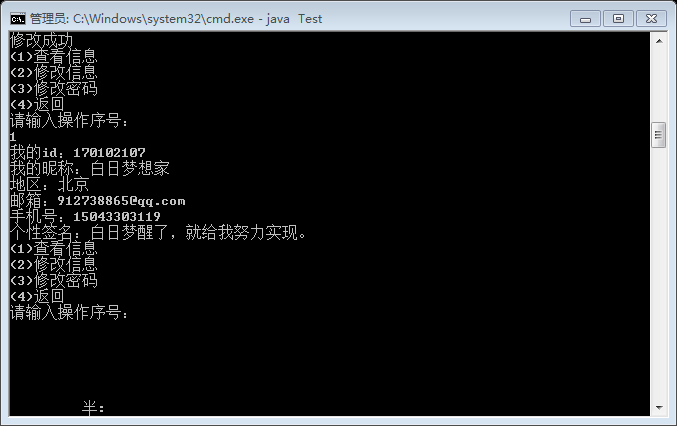 管理员: C:\Windows\system32\cmd.exe - java  Test
修改成功
(1)查看信息
(2)修改信息
(3)修改密码
(4)返回
请输入操作序号:
1
我的id：170102107
我的昵称：白日梦想家
地区：北京
邮箱：912738865@qq.com
手机号：15043303119
个性签名：白日梦醒了，就给我努力实现。
(1)查看信息
(2)修改信息
(3)修改密码
(4)返回
请输入操作序号:
半: